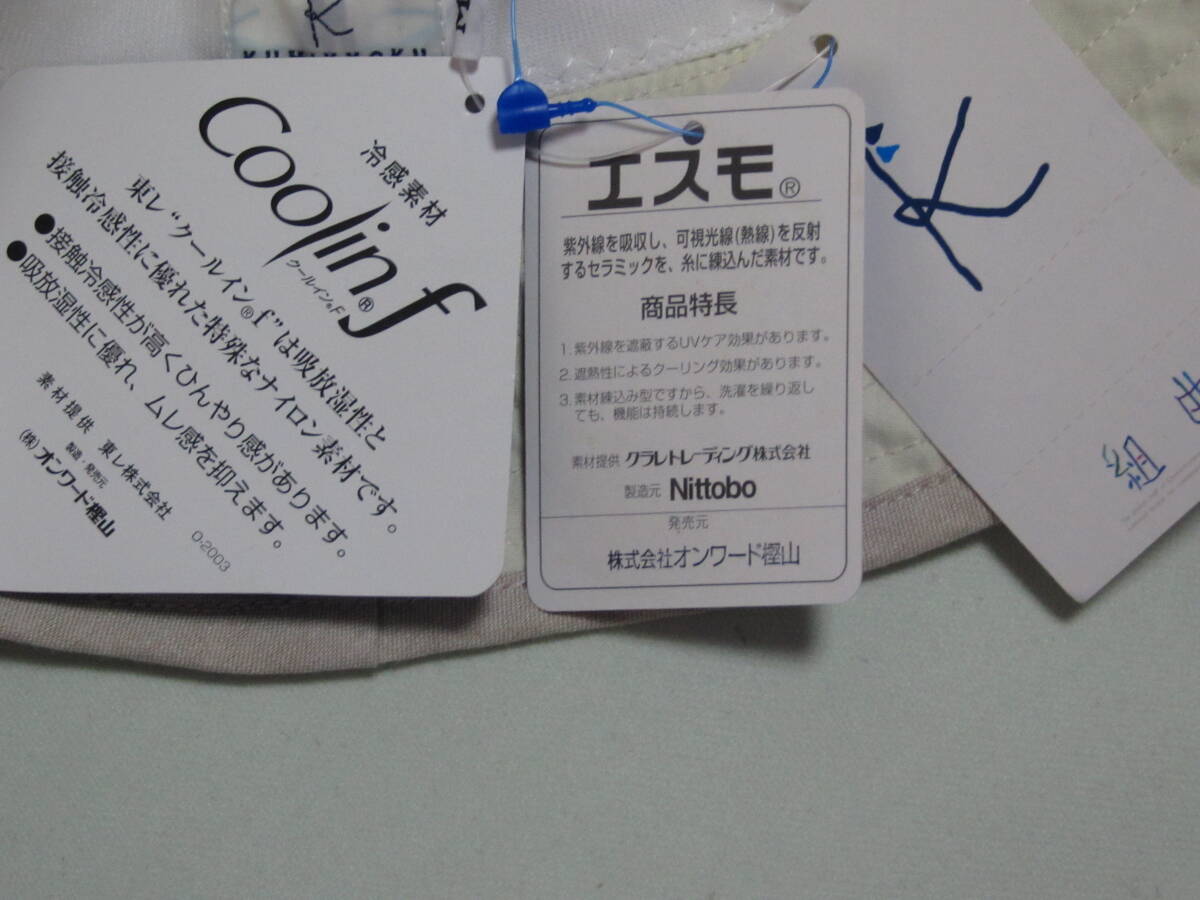 K
KUMIKYOKU
冷感素材
Coolin f®
クールイン®F
東レ“クールイン®f”は吸放湿性と
接触冷感性に優れた特殊なナイロン素材です。
●接触冷感性が高くひんやり感があります。
●吸放湿性に優れ、ムレ感を抑えます。
素材提供 東レ株式会社
製造・発売元
(株)オンワード樫山
0-2003
エスモ®
紫外線を吸収し、可視光線(熱線)を反射
するセラミックを、糸に練込んだ素材です。
商品特長
1. 紫外線を遮蔽するUVケア効果があります。
2. 遮熱性によるクーリング効果があります。
3. 素材練込み型ですから、洗濯を繰り返し
ても、機能は持続します。
素材提供 クラレトレーディング株式会社
製造元 Nittobo
発売元
株式会社オンワード樫山
K
組曲